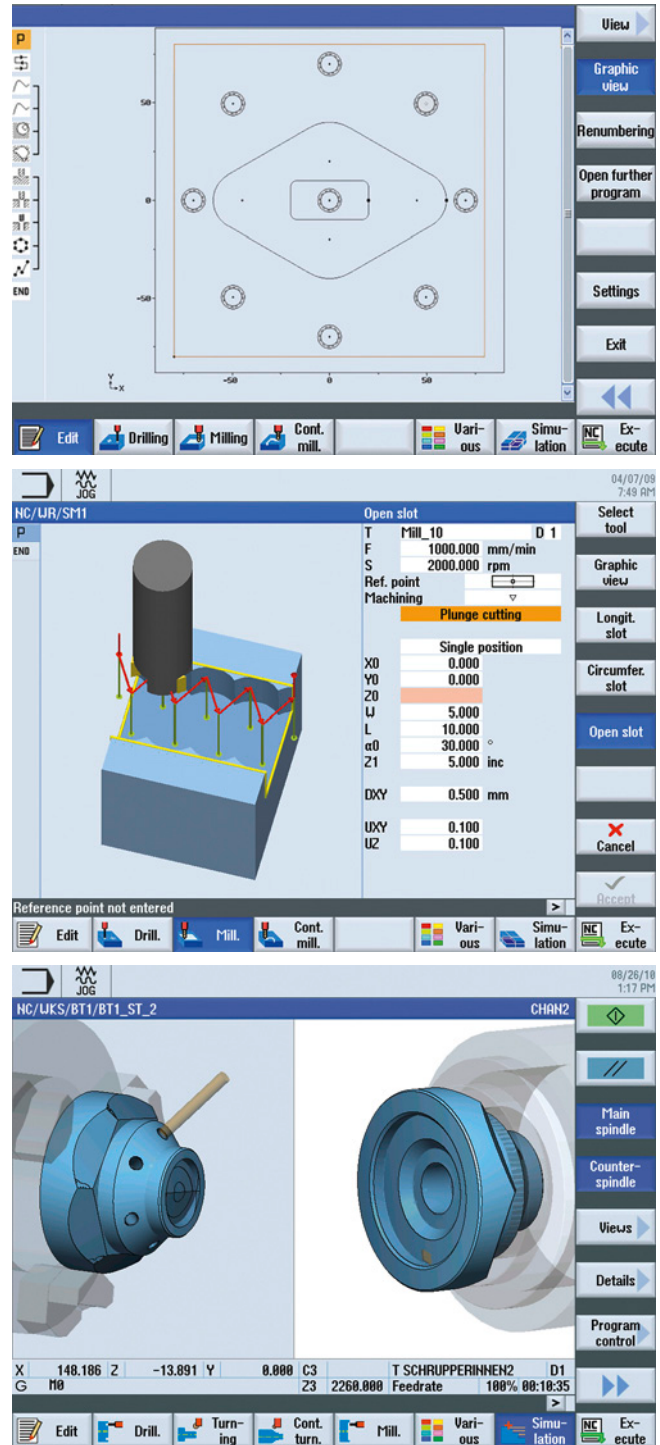 P
END
50
0
-50
Y
X
-50
0
50
View
Graphic view
Renumbering
Open further program
Settings
Exit
Edit
Drilling
Milling
Cont. mill.
Vari- ous
Simu- lation
NC Ex- ecute
JOG
04/07/09
7:49 AM
NC/WR/SM1
P
END
Open slot
T Mill_10 D 1
F 1000.000 mm/min
S 2000.000 rpm
Ref. point
Machining ▽
Plunge cutting
Single position
X0 0.000
Y0 0.000
Z0
W 5.000
L 10.000
α0 30.000 °
Z1 5.000 inc
DXY 0.500 mm
UXY 0.100
UZ 0.100
Select tool
Graphic view
Longit. slot
Circumfer. slot
Open slot
Cancel
Accept
Reference point not entered
>
Edit
Drill.
Mill.
Cont. mill.
Vari- ous
Simu- lation
NC Ex- ecute
JOG
08/26/10
1:17 PM
NC/WKS/BT1/BT1_ST_2 CHAN2
Main spindle
Counter- spindle
Views
Details
Program control
X 148.186 Z -13.891 Y 0.000 C3 T SCHRUPPERINNEN2 D1
G M0 Z3 2260.000 Feedrate 100% 00:10:35
>
Edit
Drill.
Turn- ing
Cont. turn.
Mill.
Vari- ous
Simu- lation
NC Ex- ecute